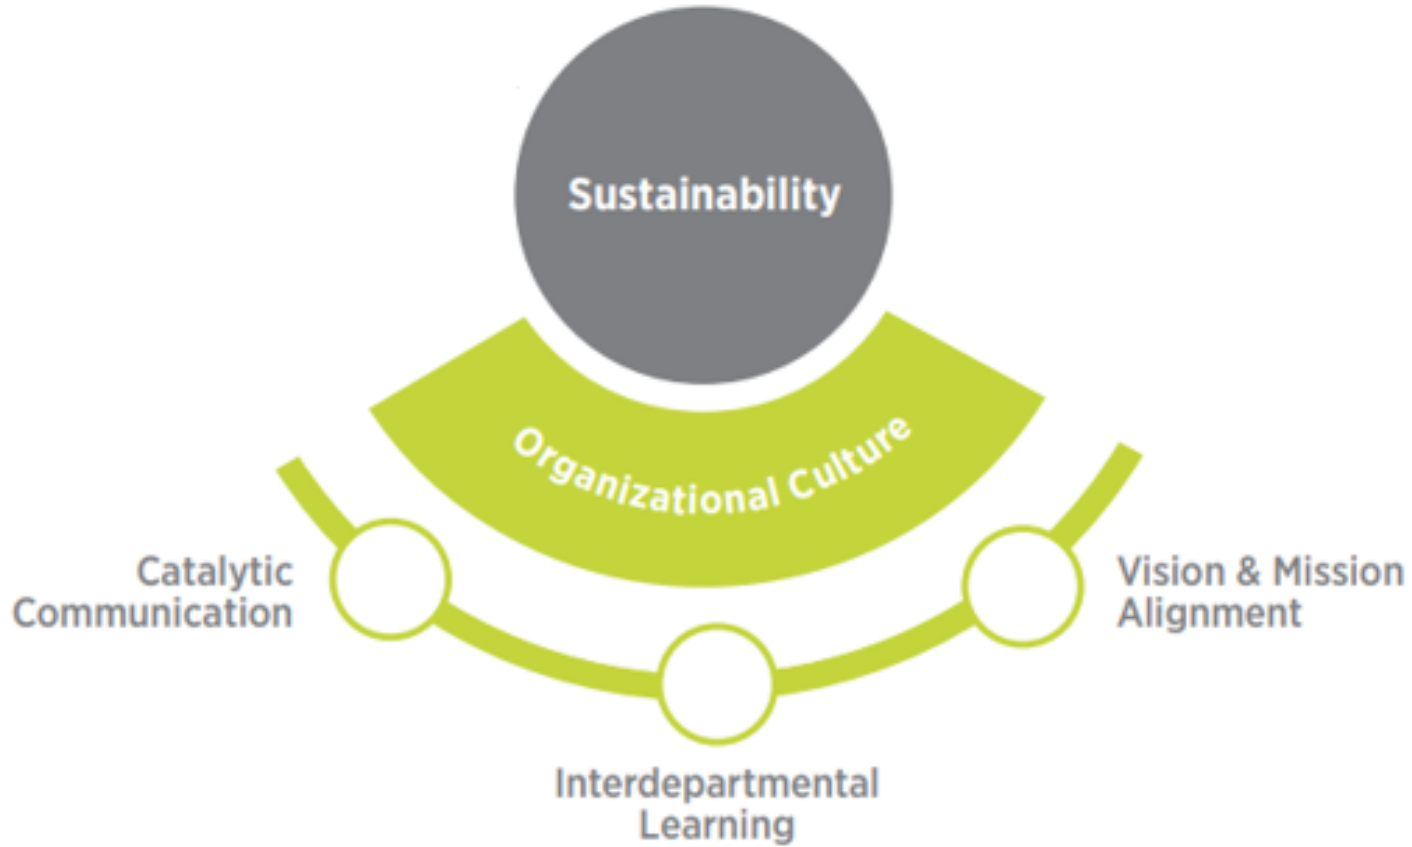 Sustainability
Organizational Culture
Catalytic
Communication
Vision & Mission
Alignment
Interdepartmental
Learning